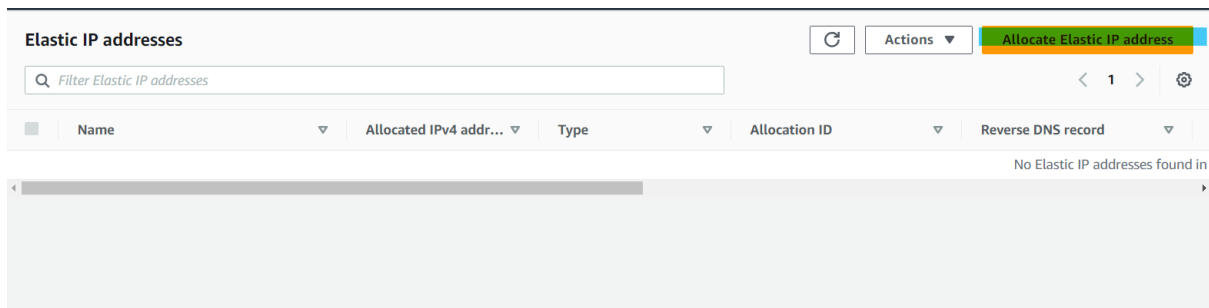 Elastic IP addresses
Actions
Allocate Elastic IP address
Filter Elastic IP addresses
1
Name
Allocated IPv4 addr...
Type
Allocation ID
Reverse DNS record
No Elastic IP addresses found in